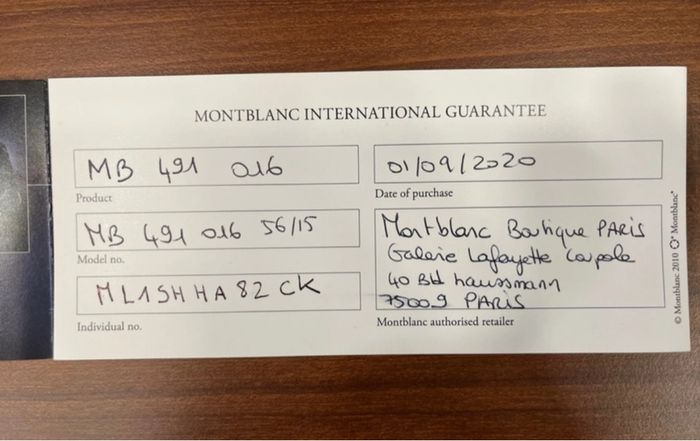 MONTBLANC INTERNATIONAL GUARANTEE
MB 491 016
Product
MB 491 016 56/15
Model no.
ML1SHHA82CK
Individual no.
01/09/2020
Date of purchase
Montblanc Boutique PARIS
Galerie Lafayette Coupole
40 Bld haussmann
75009 PARIS
Montblanc authorised retailer
© Montblanc 2010 Montblanc®